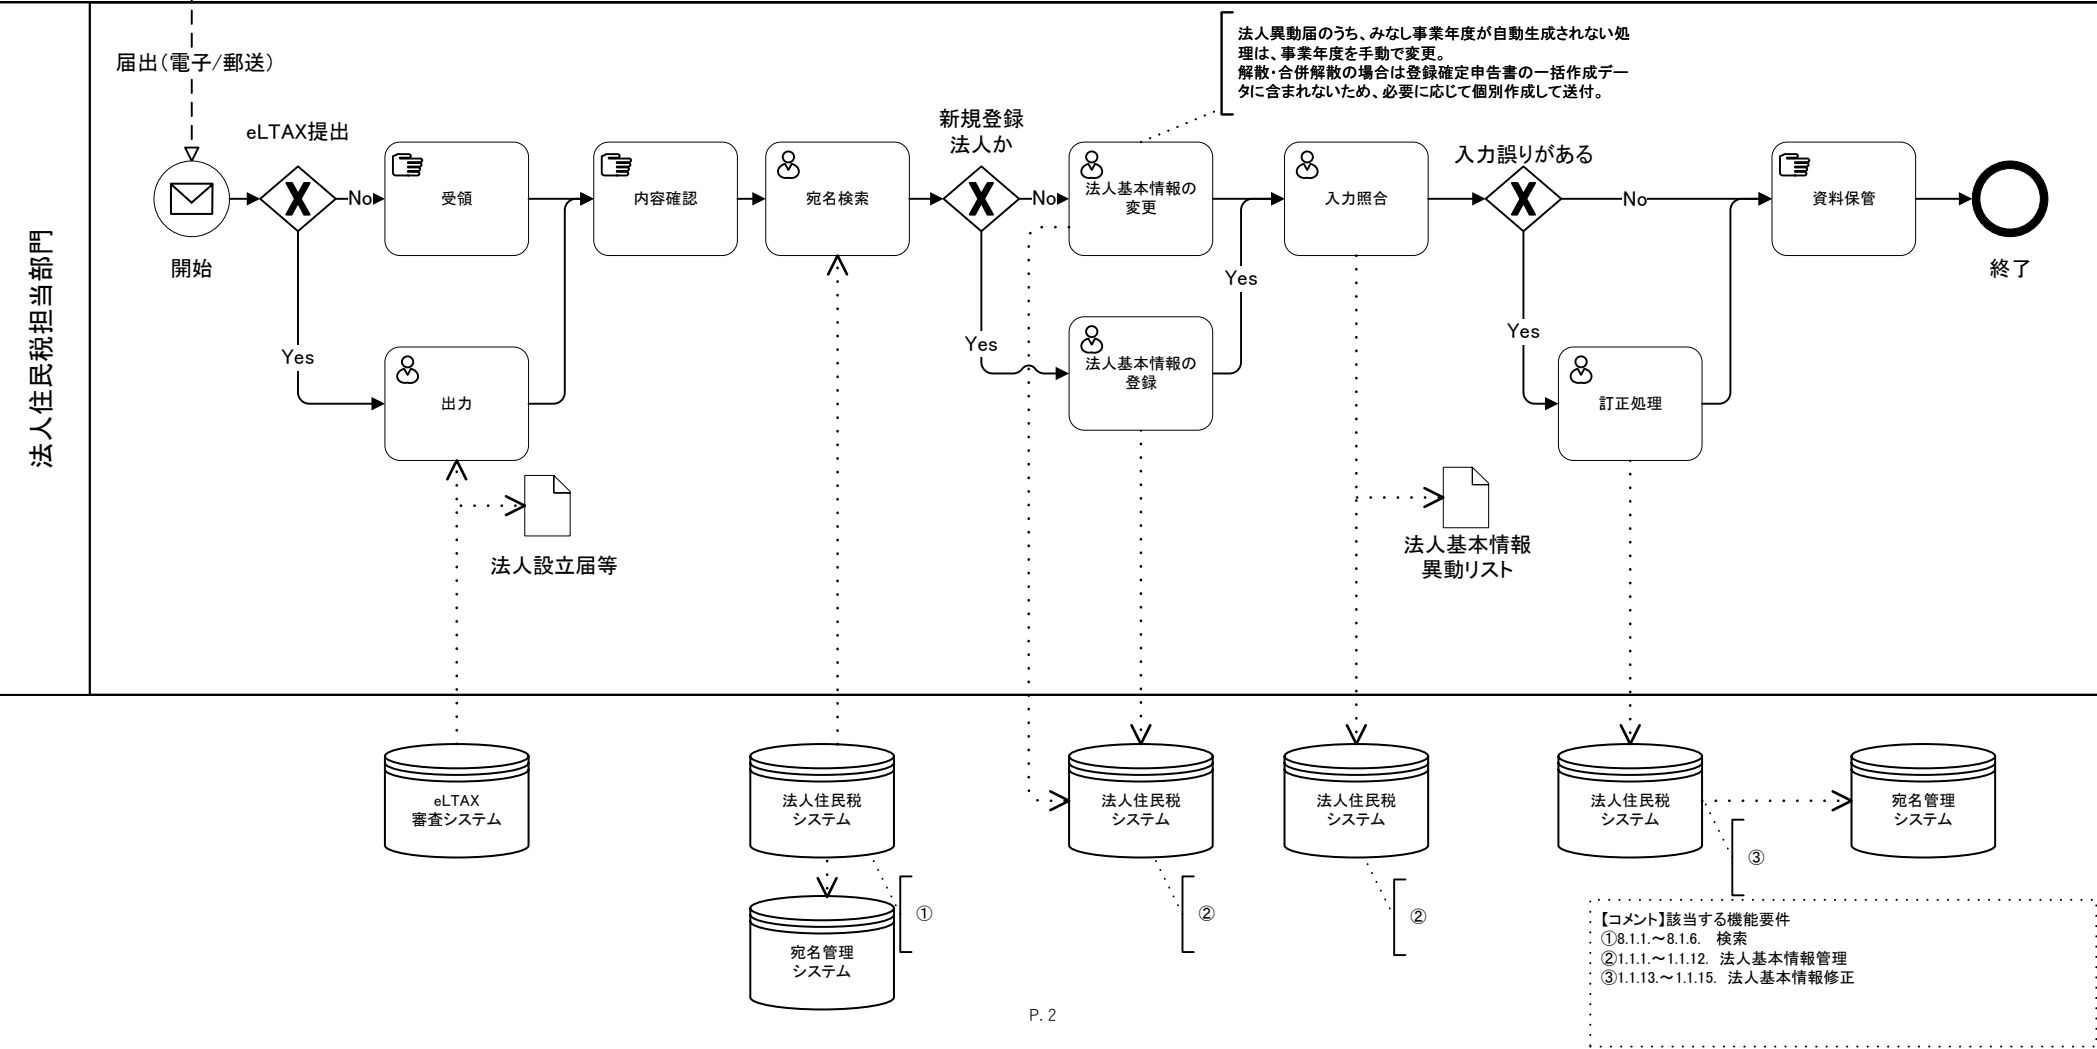 法人異動届のうち、みなし事業年度が自動生成されない処
理は、事業年度を手動で変更。
解散・合併解散の場合は登録確定申告書の一括作成デー
タに含まれないため、必要に応じて個別作成して送付。
届出(電子/郵送)
eLTAX提出
新規登録
法人か
入力誤りがある
法人住民税担当部門
開始
No
受領
内容確認
宛名検索
No
法人基本情報の
変更
入力照合
No
資料保管
終了
Yes
出力
Yes
法人基本情報の
登録
Yes
Yes
訂正処理
法人設立届等
法人基本情報
異動リスト
eLTAX
審査システム
法人住民税
システム
法人住民税
システム
法人住民税
システム
法人住民税
システム
宛名管理
システム
①
②
②
③
宛名管理
システム
【コメント】該当する機能要件
①8.1.1.～8.1.6. 検索
②1.1.1.～1.1.12. 法人基本情報管理
③1.1.13.～1.1.15. 法人基本情報修正
P. 2